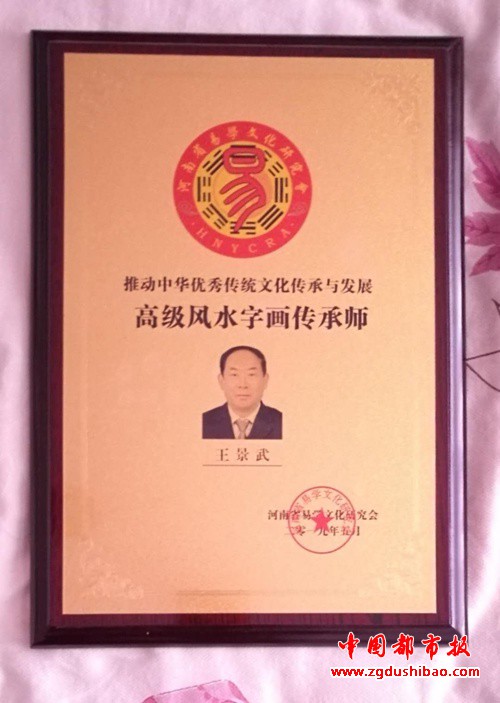 河南省易学文化研究會
易
HNYCRA
推动中华优秀传统文化传承与发展
高级风水字画传承师
王景武
河南省易学文化研究会
二零一九年五月
中国都市报
www.zgdushibao.com